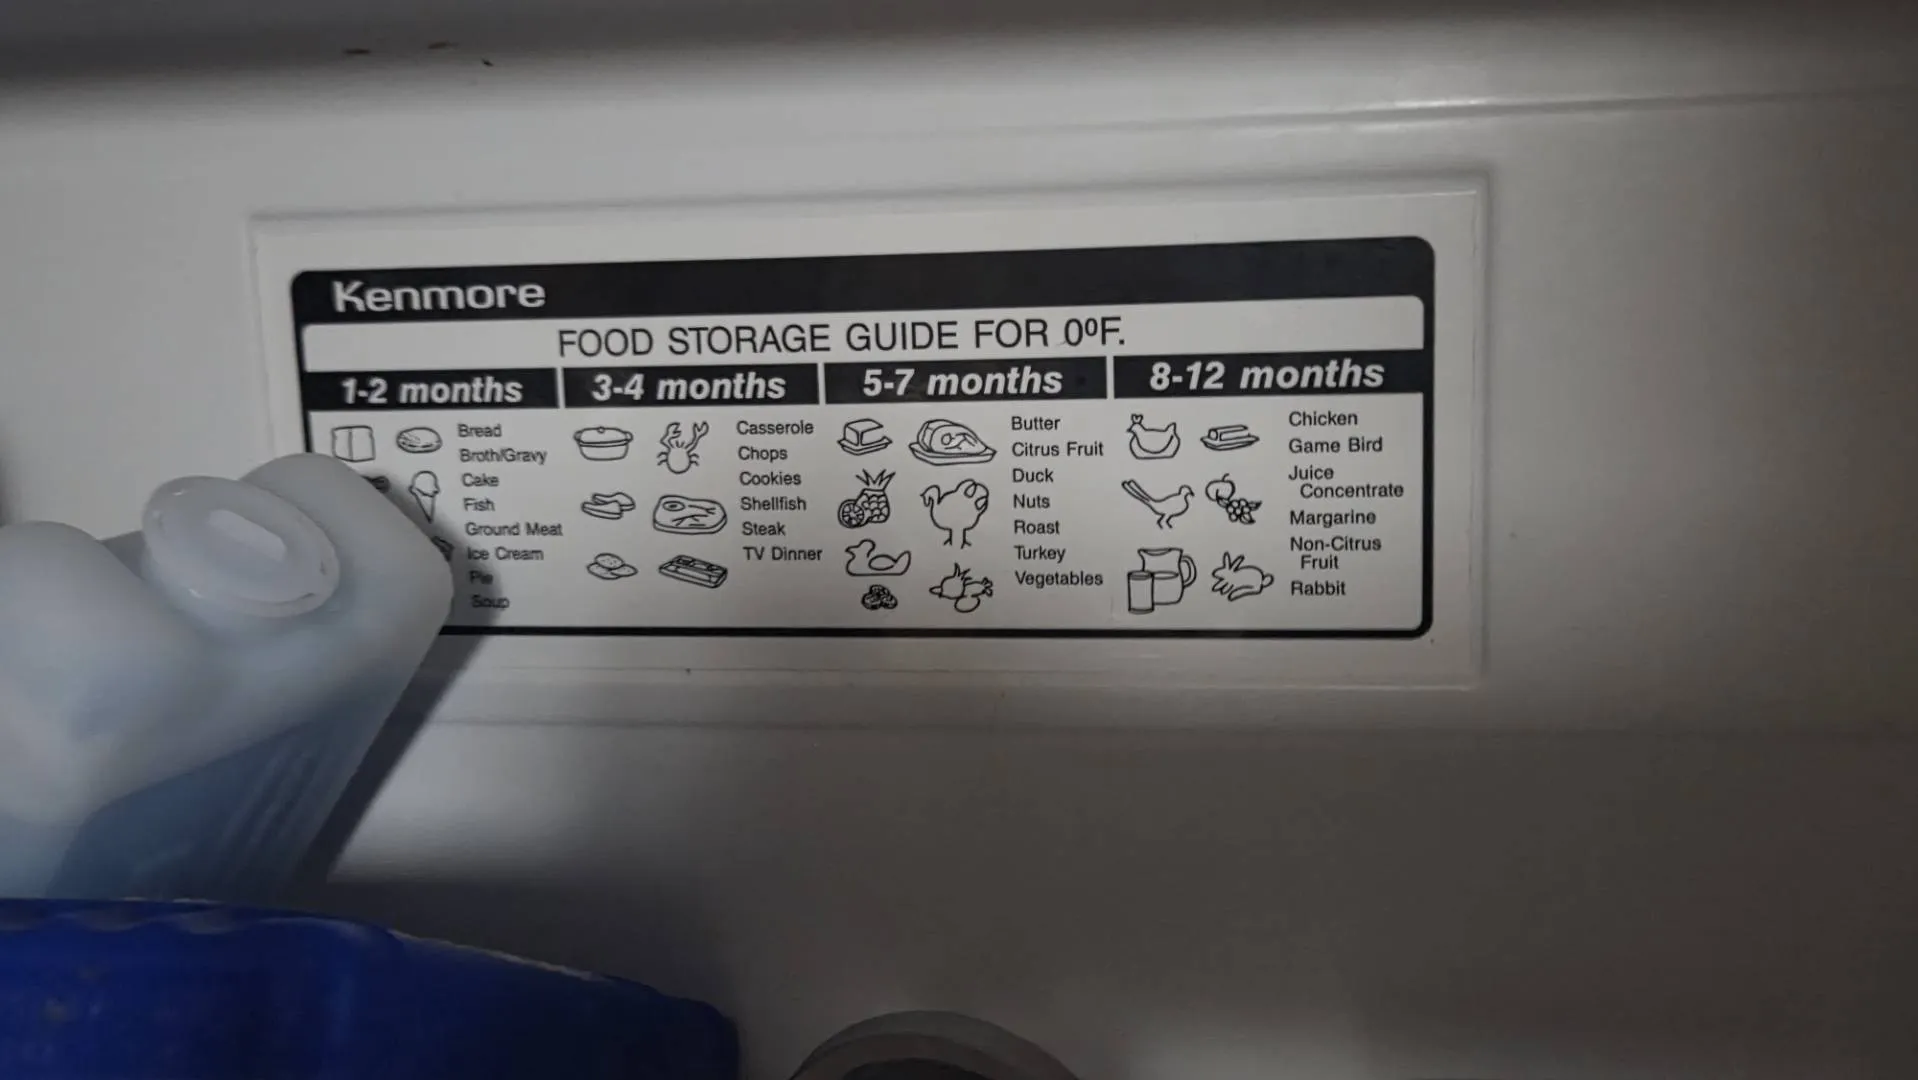 Kenmore
FOOD STORAGE GUIDE FOR 0ºF.
1-2 months
Bread
Broth/Gravy
Cake
Fish
Ground Meat
Ice Cream
Pie
Soup
3-4 months
Casserole
Chops
Cookies
Shellfish
Steak
TV Dinner
5-7 months
Butter
Citrus Fruit
Duck
Nuts
Roast
Turkey
Vegetables
8-12 months
Chicken
Game Bird
Juice
Concentrate
Margarine
Non-Citrus
Fruit
Rabbit